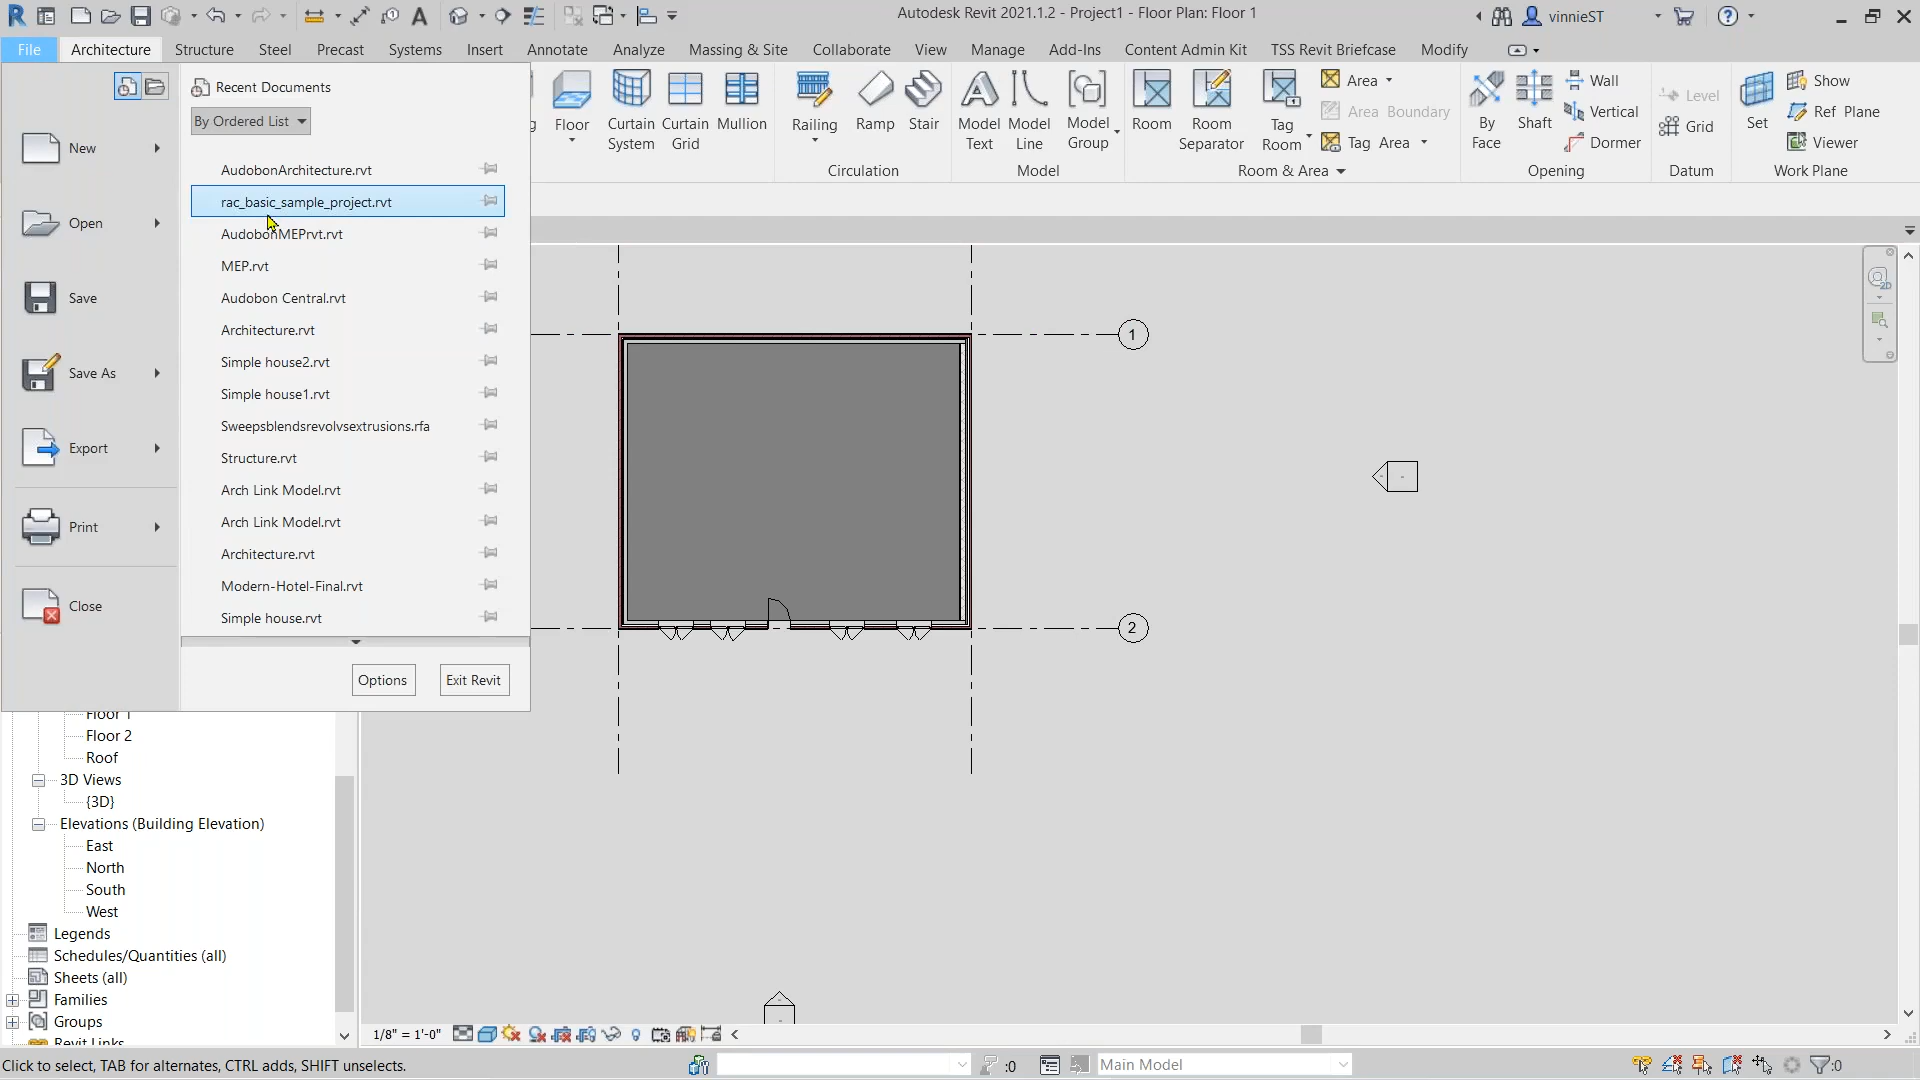 Autodesk Revit 2021.1.2 - Project1 - Floor Plan: Floor 1
vinnieST
File
Architecture
Structure
Steel
Precast
Systems
Insert
Annotate
Analyze
Massing & Site
Collaborate
View
Manage
Add-Ins
Content Admin Kit
TSS Revit Briefcase
Modify
Floor
Curtain System
Curtain Grid
Mullion
Railing
Ramp
Stair
Circulation
Model Text
Model Line
Model Group
Model
Room
Room Separator
Tag Room
Area
Area Boundary
Tag Area
Room & Area
By Face
Shaft
Wall
Vertical
Dormer
Opening
Level
Grid
Datum
Set
Show
Ref Plane
Viewer
Work Plane
New
Open
Save
Save As
Export
Print
Close
Recent Documents
By Ordered List
AudobonArchitecture.rvt
rac_basic_sample_project.rvt
AudobonMEPrvt.rvt
MEP.rvt
Audobon Central.rvt
Architecture.rvt
Simple house2.rvt
Simple house1.rvt
Sweepsblendsrevolvsextrusions.rfa
Structure.rvt
Arch Link Model.rvt
Arch Link Model.rvt
Architecture.rvt
Modern-Hotel-Final.rvt
Simple house.rvt
Options
Exit Revit
1
2
2D
Floor 1
Floor 2
Roof
3D Views
{3D}
Elevations (Building Elevation)
East
North
South
West
Legends
Schedules/Quantities (all)
Sheets (all)
Families
Groups
Revit Links
1/8" = 1'-0"
Click to select, TAB for alternates, CTRL adds, SHIFT unselects.
:0
Main Model
:0